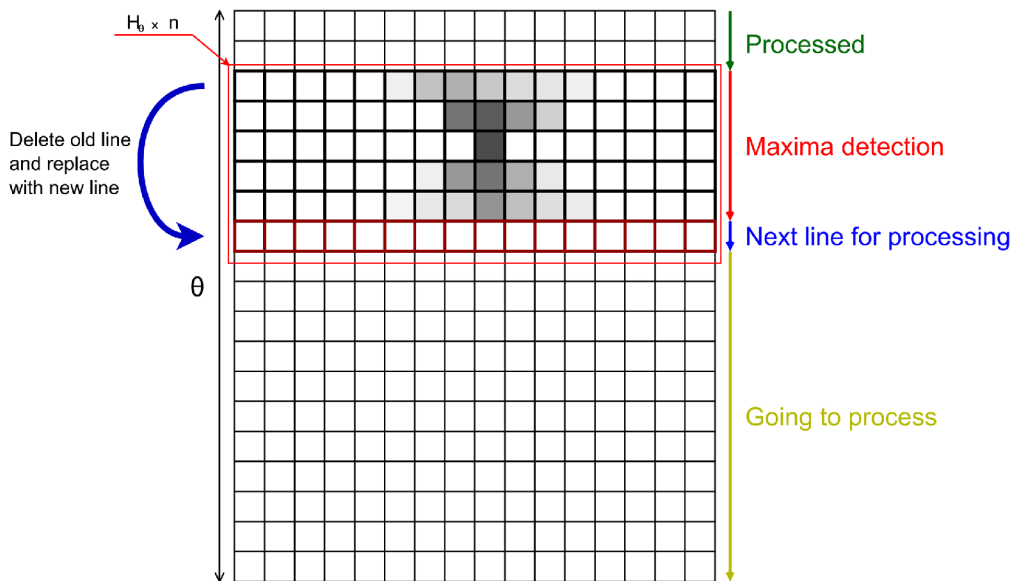 H_θ × n
Processed
Delete old line
and replace
with new line
Maxima detection
Next line for processing
θ
Going to process